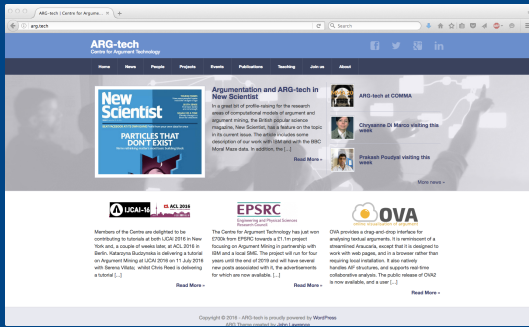 ARG-tech | Centre for Argume...
arg.tech
Search
ARG-tech
Centre for Argument Technology
Home News People Projects Events Publications Teaching Join us About
New
Scientist
PARTICLES THAT
DON'T EXIST
Argumentation and ARG-tech in
New Scientist
In a great bit of profile-raising for the research
areas of computational models of argument and
argument mining, the British popular science
magazine, New Scientist, has a feature on the topic
in its current issue. The article includes some
description of our work with IBM and with the BBC
Moral Maze data. In addition, the [...]
Read More »
ARG-tech at COMMA
Chrysanne Di Marco visiting this
week
Prakash Poudyal visiting this
week
More news »
IJCAI-16 ACL 2016
Members of the Centre are delighted to be
contributing to tutorials at both IJCAI 2016 in New
York and, a couple of weeks later, at ACL 2016 in
Berlin. Katarzyna Budzynska is delivering a tutorial
on Argument Mining at IJCAI on 11 July 2016
with Serena Villata; whilst Chris Reed is delivering
a tutorial [...]
Read More »
EPSRC
Engineering and Physical Sciences
Research Council
The Centre for Argument Technology has just won
£700k from EPSRC towards a £1.1m project
focusing on Argument Mining in partnership with
IBM and a local SME. The project will run for four
years until the end of 2019 and will have several
new posts associated with it, the advertisements
for which are now available. [...]
Read More »
OVA
online visualisation of argument
OVA provides a drag-and-drop interface for
analysing textual arguments. It is reminiscent of a
streamlined Araucaria, except that it is designed to
work with web pages, and in a browser rather than
requiring local installation. It also natively
handles AIF structures, and supports real-time
collaborative analysis. The public release of OVA2
is now available, and a user [...]
Read More »
Copyright © 2016 - ARG-tech is proudly powered by WordPress
ARG Theme created by John Lawrence